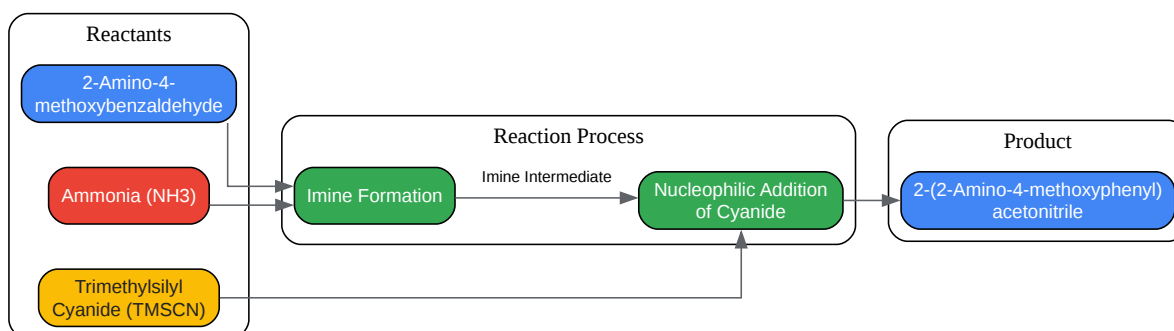 Reactants
2-Amino-4-
methoxybenzaldehyde
Ammonia (NH3)
Trimethylsilyl
Cyanide (TMSCN)
Reaction Process
Imine Formation
Imine Intermediate
Nucleophilic Addition
of Cyanide
Product
2-(2-Amino-4-methoxyphenyl)
acetonitrile